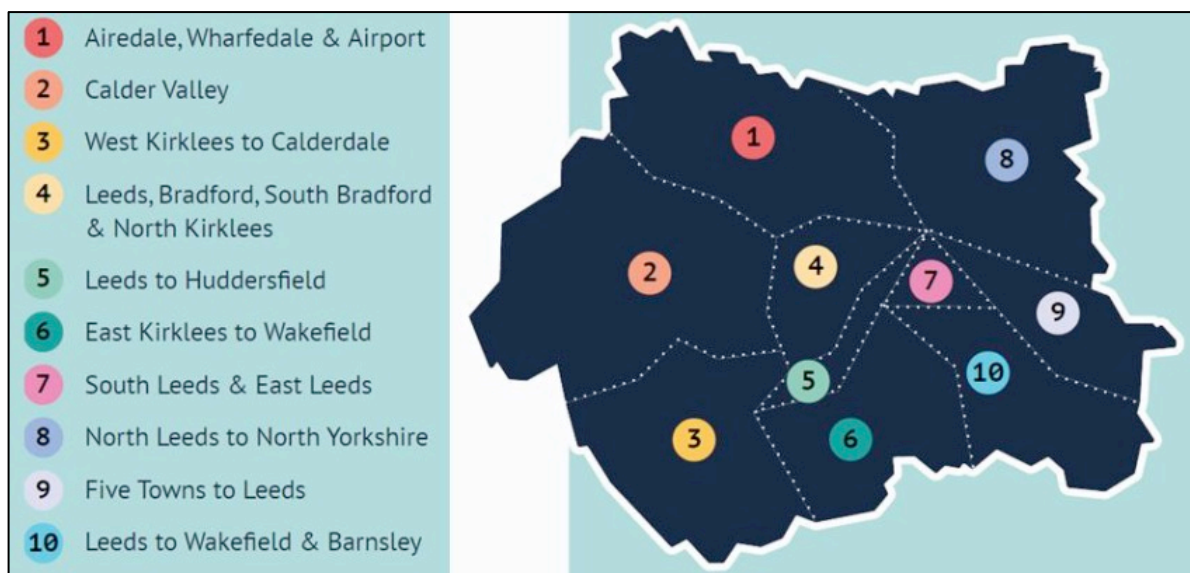 1 Airedale, Wharfedale & Airport
2 Calder Valley
3 West Kirklees to Calderdale
4 Leeds, Bradford, South Bradford
& North Kirklees
5 Leeds to Huddersfield
6 East Kirklees to Wakefield
7 South Leeds & East Leeds
8 North Leeds to North Yorkshire
9 Five Towns to Leeds
10 Leeds to Wakefield & Barnsley
1
8
2
4
7
9
5
10
3
6